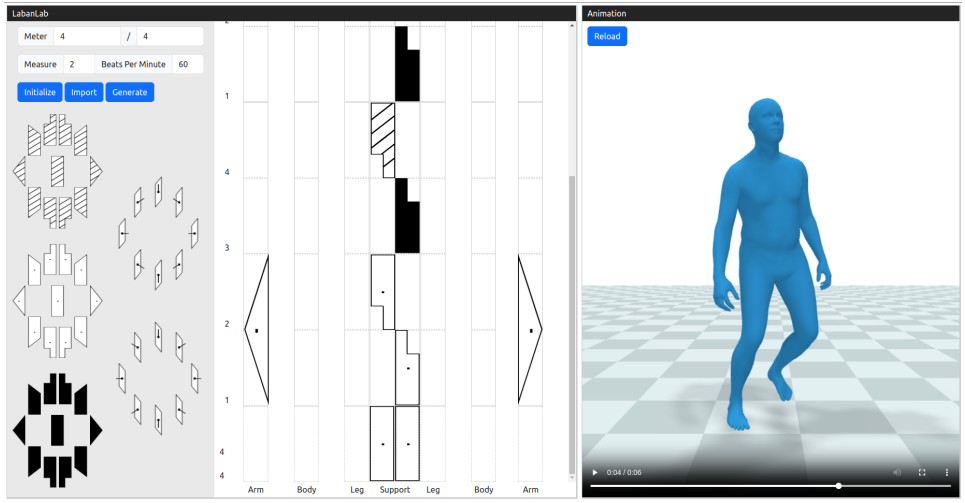 LabanLab
Meter 4 / 4
Measure 2 Beats Per Minute 60
Initialize Import Generate
2
1
4
3
2
1
4
4
Arm Body Leg Support Leg Body Arm
Animation
Reload
0:04 / 0:06